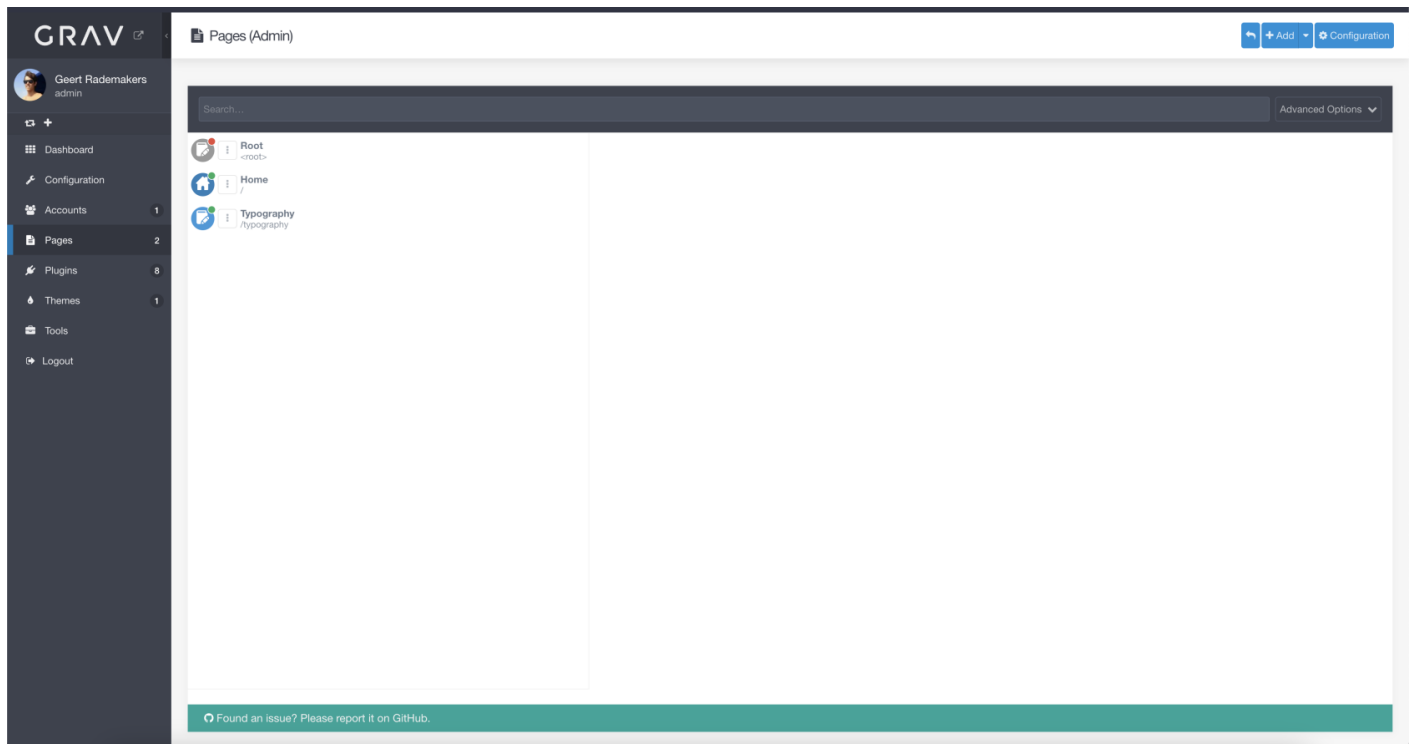 GRAV
Pages (Admin)
+ Add
Configuration
Geert Rademakers
admin
Search...
Advanced Options
Dashboard
Configuration
Accounts 1
Pages 2
Plugins 8
Themes 1
Tools
Logout
Root
<root>
Home
/
Typography
/typography
Found an issue? Please report it on GitHub.